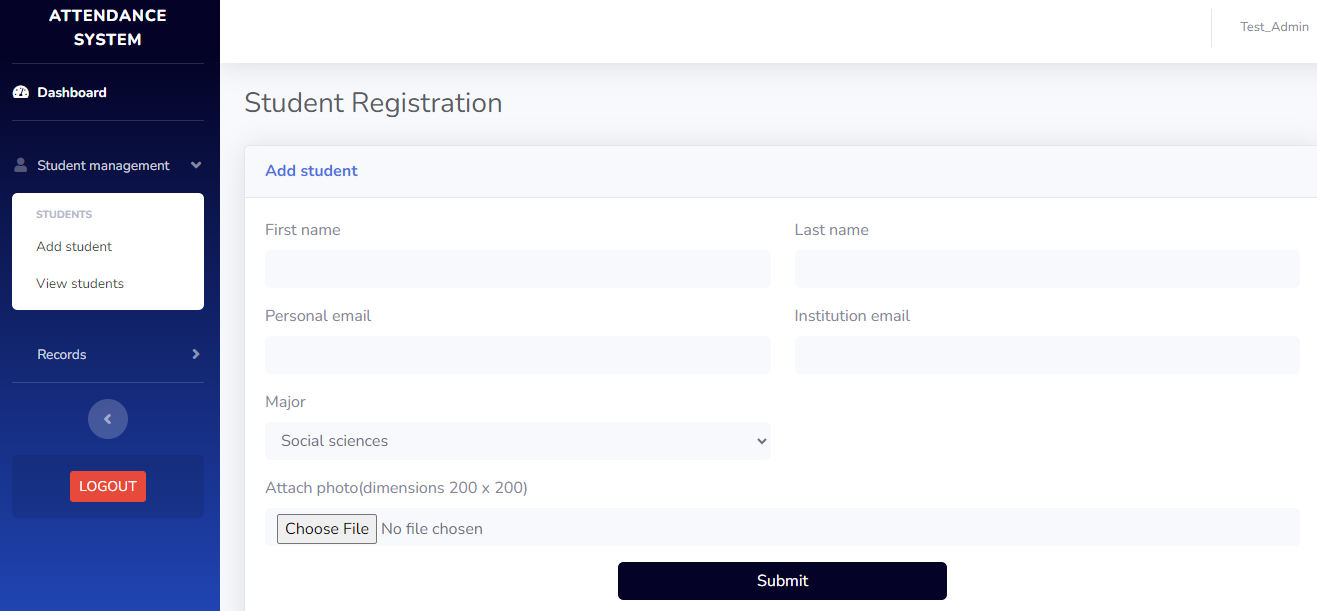 ATTENDANCE
SYSTEM
Dashboard
Student management
STUDENTS
Add student
View students
Records
LOGOUT
Test_Admin
Student Registration
Add student
First name
Last name
Personal email
Institution email
Major
Social sciences
Attach photo(dimensions 200 x 200)
Choose File No file chosen
Submit